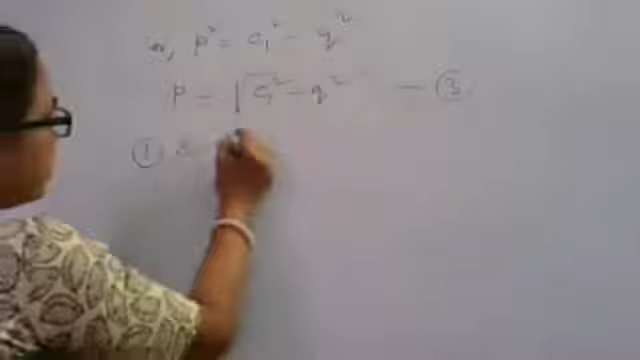 or, p² = c₁² - q²
p = √c₁² - q² — ③
① &